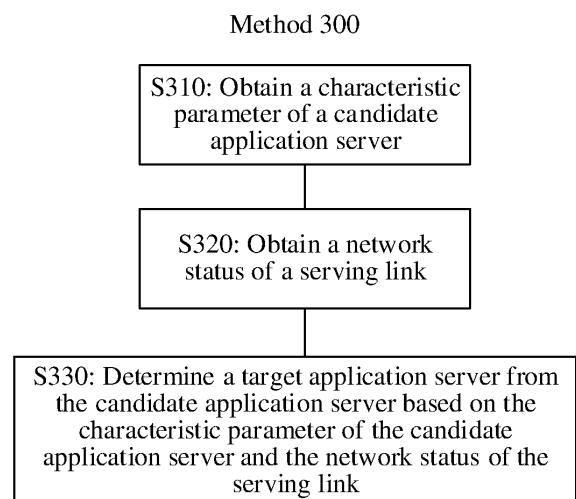 Method 300
S310: Obtain a characteristic
parameter of a candidate
application server
S320: Obtain a network
status of a serving link
S330: Determine a target application server from
the candidate application server based on the
characteristic parameter of the candidate
application server and the network status of the
serving link